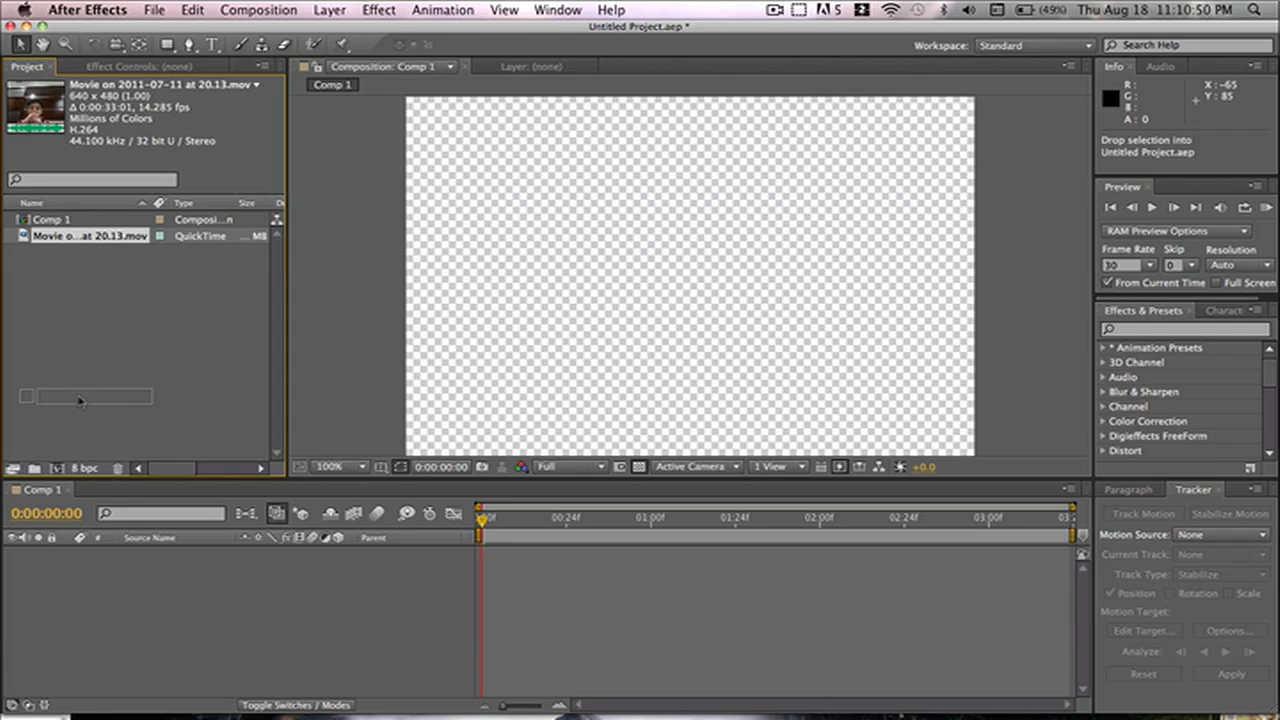 After Effects File Edit Composition Layer Effect Animation View Window Help 5 2 (49%) Thu Aug 18 11:10:50 PM
Untitled Project.aep *
Workspace: Standard Search Help
Project Effect Controls: (none)
Movie on 2011-07-11 at 20.13.mov
640 x 480 (1.00)
Δ 0:00:33:01, 14.285 fps
Millions of Colors
H.264
44.100 kHz / 32 bit U / Stereo
Name Type Size
Comp 1 Composi...n
Movie o...at 20.13.mov QuickTime ... MB
8 bpc
Composition: Comp 1 Layer: (none)
Comp 1
100% 0:00:00:00 Full Active Camera 1 View +0.0
Info Audio
R : X : -65
G : Y : 85
B :
A : 0
Drop selection into
Untitled Project.aep
Preview
RAM Preview Options
Frame Rate Skip Resolution
30 0 Auto
From Current Time Full Screen
Effects & Presets Charact
* Animation Presets
3D Channel
Audio
Blur & Sharpen
Channel
Color Correction
Digieffects FreeForm
Distort
Comp 1
0:00:00:00
# Source Name Parent
00:24f 01:00f 01:24f 02:00f 02:24f 03:00f
Toggle Switches / Modes
Paragraph Tracker
Track Motion Stabilize Motion
Motion Source: None
Current Track: None
Track Type: Stabilize
Position Rotation Scale
Motion Target:
Edit Target... Options...
Analyze:
Reset Apply